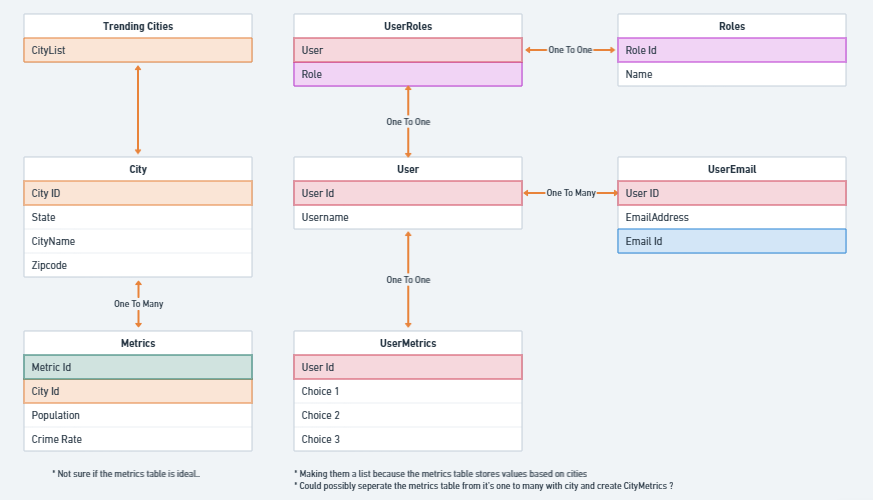 Trending Cities
CityList
UserRoles
User
Role
One To One
Roles
Role Id
Name
One To One
City
City ID
State
CityName
Zipcode
User
User Id
Username
One To Many
UserEmail
User ID
EmailAddress
Email Id
One To Many
One To One
Metrics
Metric Id
City Id
Population
Crime Rate
UserMetrics
User Id
Choice 1
Choice 2
Choice 3
* Not sure if the metrics table is ideal..
* Making them a list because the metrics table stores values based on cities
* Could possibly seperate the metrics table from it's one to many with city and create CityMetrics ?